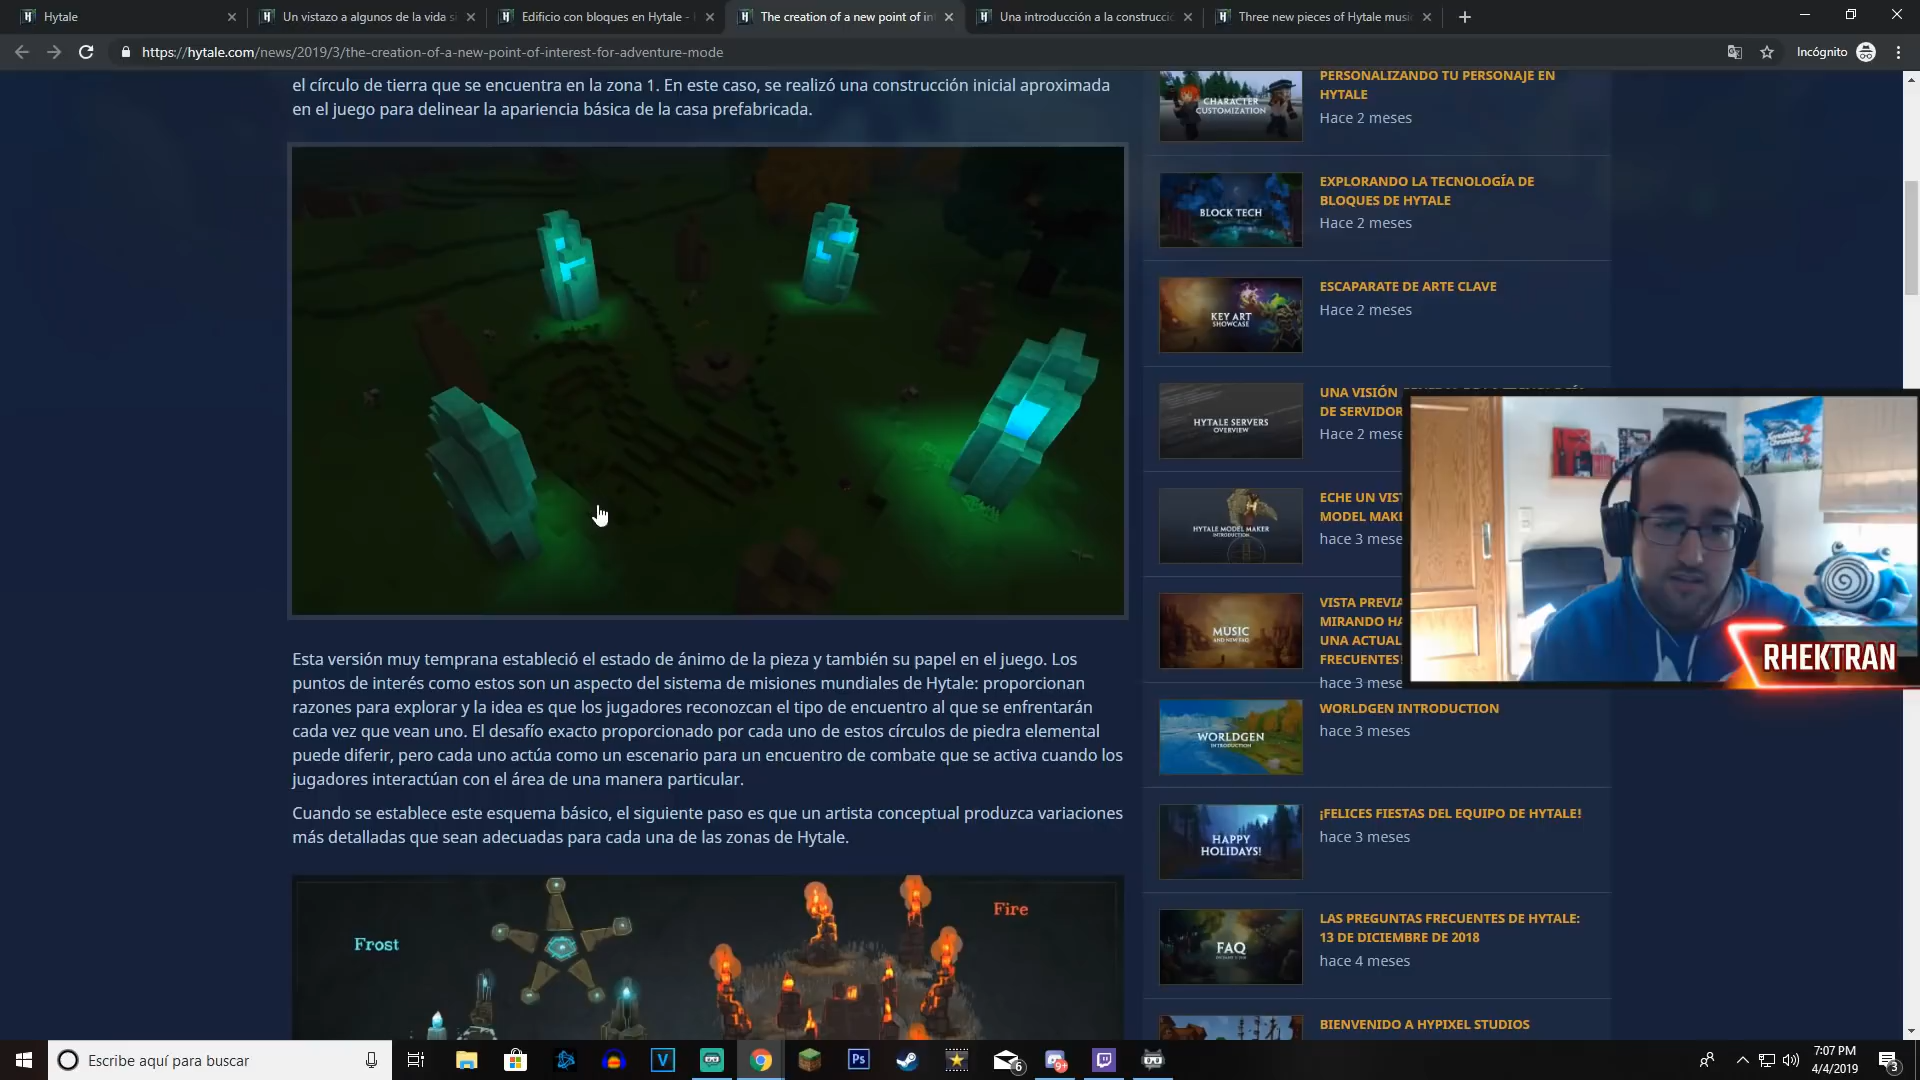 Hytale
Un vistazo a algunos de la vida si
Edificio con bloques en Hytale -
The creation of a new point of in
Una introducción a la construcció
Three new pieces of Hytale music
https://hytale.com/news/2019/3/the-creation-of-a-new-point-of-interest-for-adventure-mode
Incógnito
el círculo de tierra que se encuentra en la zona 1. En este caso, se realizó una construcción inicial aproximada
en el juego para delinear la apariencia básica de la casa prefabricada.
Esta versión muy temprana estableció el estado de ánimo de la pieza y también su papel en el juego. Los
puntos de interés como estos son un aspecto del sistema de misiones mundiales de Hytale: proporcionan
razones para explorar y la idea es que los jugadores reconozcan el tipo de encuentro al que se enfrentarán
cada vez que vean uno. El desafío exacto proporcionado por cada uno de estos círculos de piedra elemental
puede diferir, pero cada uno actúa como un escenario para un encuentro de combate que se activa cuando los
jugadores interactúan con el área de una manera particular.
Cuando se establece este esquema básico, el siguiente paso es que un artista conceptual produzca variaciones
más detalladas que sean adecuadas para cada una de las zonas de Hytale.
Frost
Fire
CHARACTER
CUSTOMIZATION
PERSONALIZANDO TU PERSONAJE EN
HYTALE
Hace 2 meses
BLOCK TECH
EXPLORANDO LA TECNOLOGÍA DE
BLOQUES DE HYTALE
Hace 2 meses
KEY ART
SHOWCASE
ESCAPARATE DE ARTE CLAVE
Hace 2 meses
HYTALE SERVERS
OVERVIEW
UNA VISIÓN
DE SERVIDOR
Hace 2 mese
HYTALE MODEL MAKER
INTRODUCTION
ECHE UN VIST
MODEL MAKE
hace 3 mese
MUSIC
VISTA PREVIA
MIRANDO HA
UNA ACTUAL
FRECUENTES!
hace 3 mese
WORLDGEN
INTRODUCTION
WORLDGEN INTRODUCTION
hace 3 meses
HAPPY
HOLIDAYS!
¡FELICES FIESTAS DEL EQUIPO DE HYTALE!
hace 3 meses
FAQ
LAS PREGUNTAS FRECUENTES DE HYTALE:
13 DE DICIEMBRE DE 2018
hace 4 meses
BIENVENIDO A HYPIXEL STUDIOS
RHEKTRAN
Escribe aquí para buscar
V
Ps
6
9+
7:07 PM
4/4/2019
3